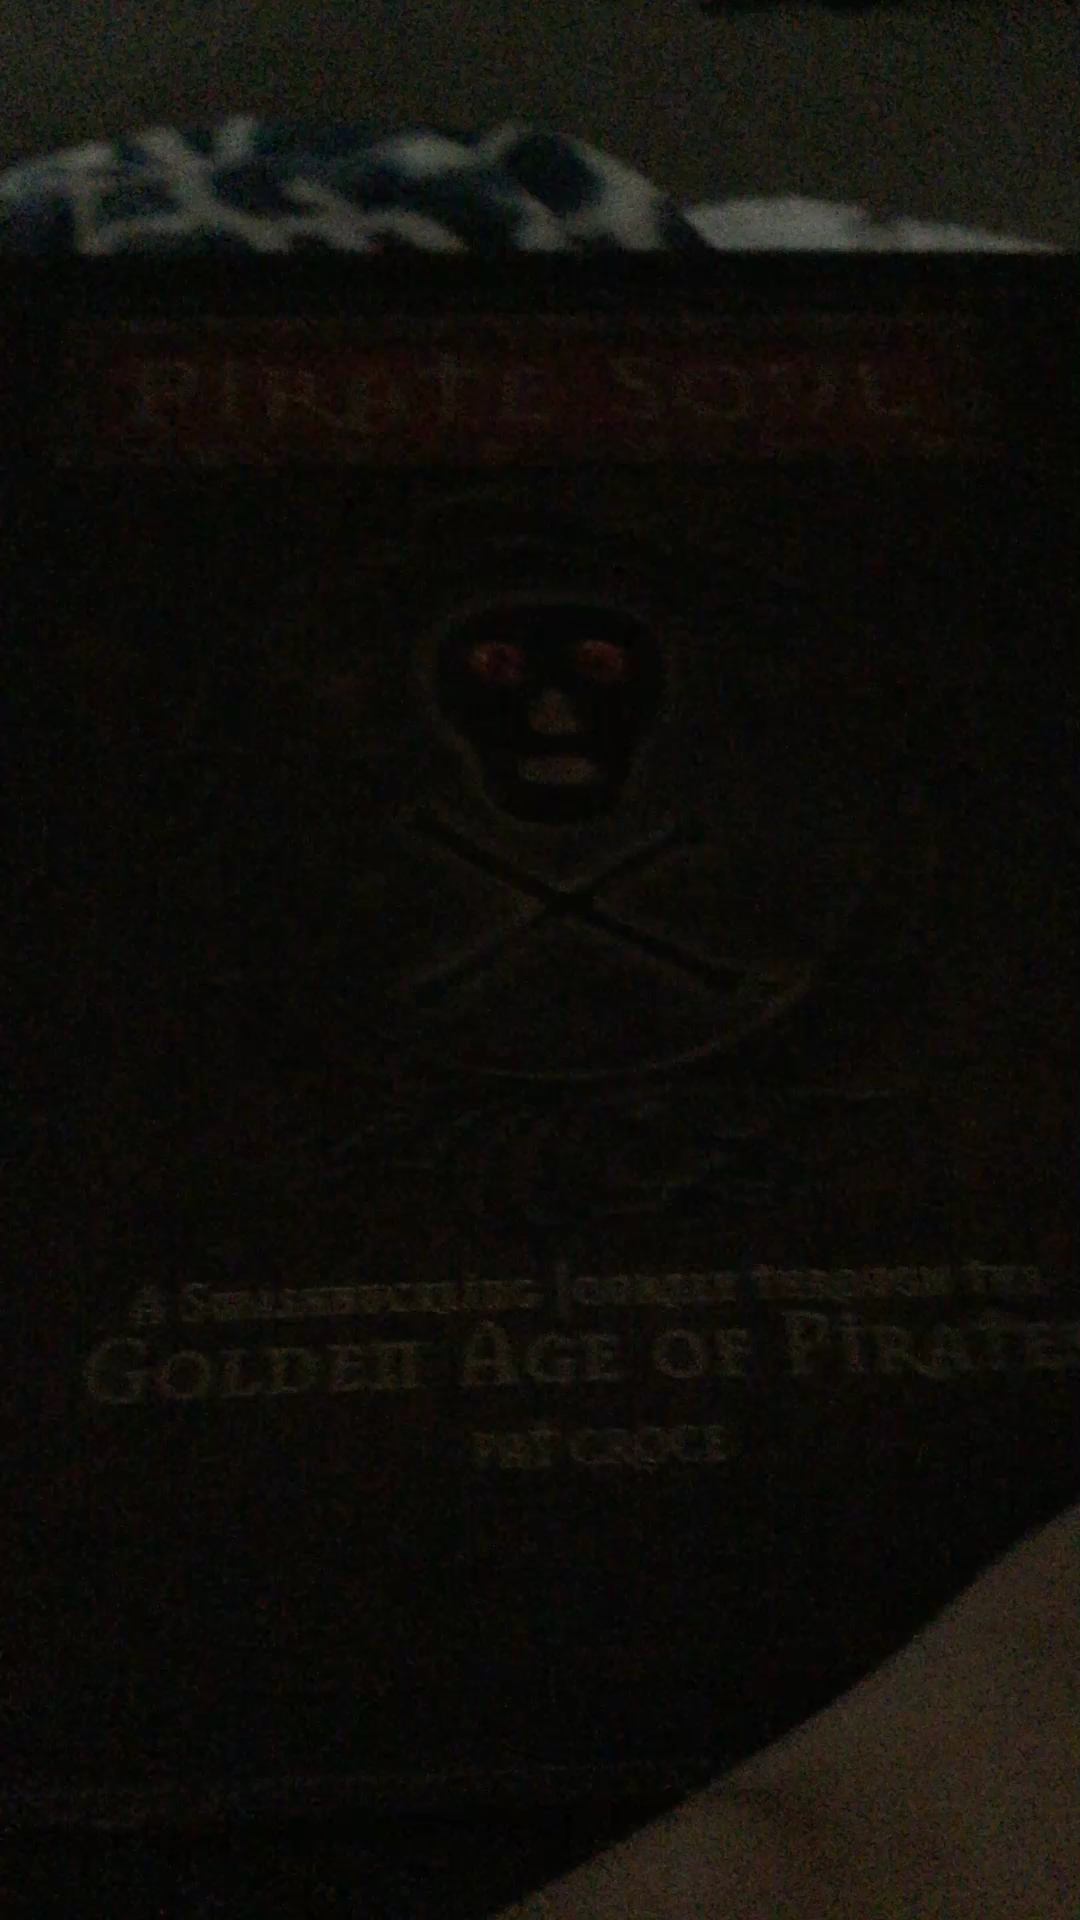 PIRATE SOUL
A SWASHBUCKLING JOURNEY THROUGH THE
GOLDEN AGE OF PIRATES
PAT CROCE